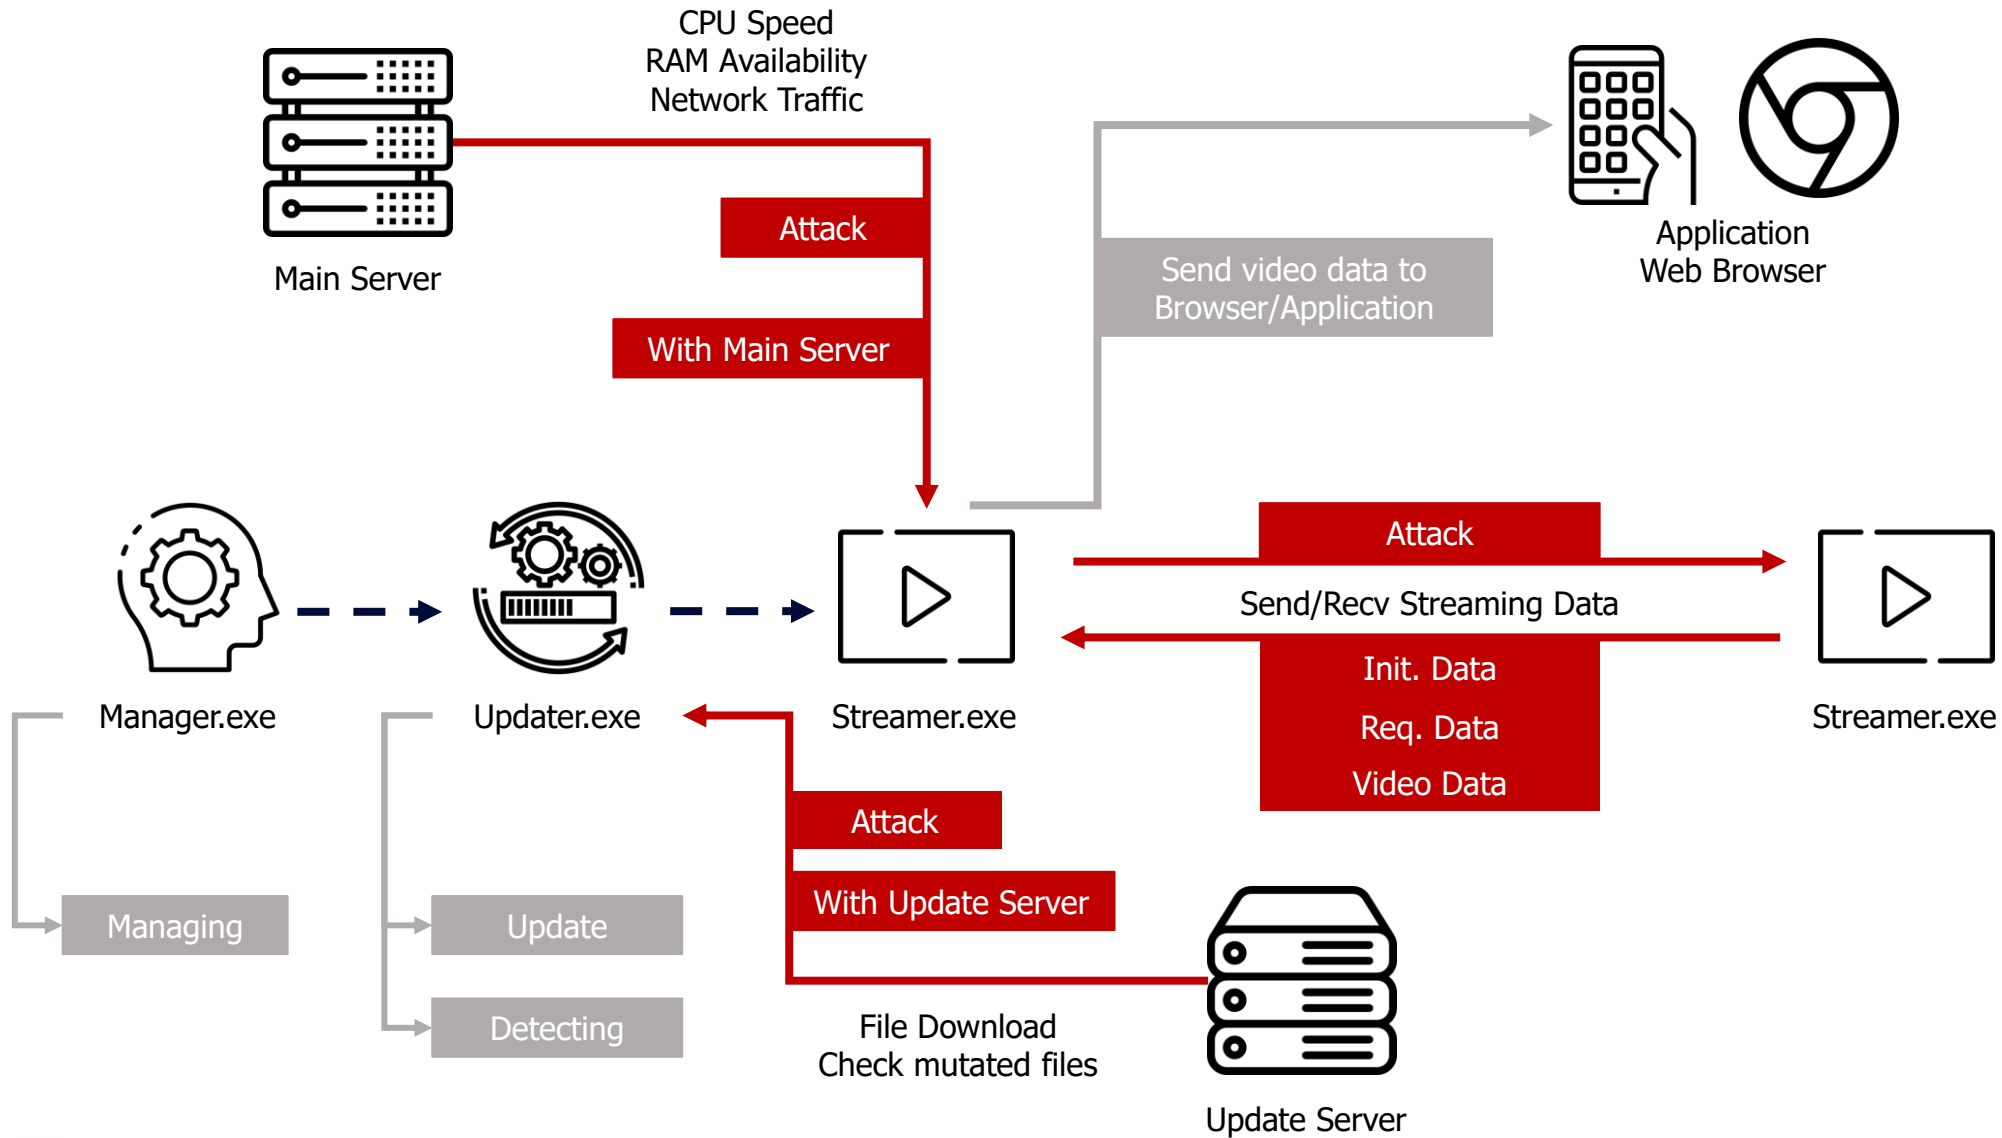 CPU Speed
RAM Availability
Network Traffic
Main Server
Attack
With Main Server
Application
Web Browser
Send video data to
Browser/Application
Manager.exe
Updater.exe
Streamer.exe
Attack
Send/Recv Streaming Data
Init. Data
Req. Data
Video Data
Streamer.exe
Managing
Update
Detecting
Attack
With Update Server
File Download
Check mutated files
Update Server